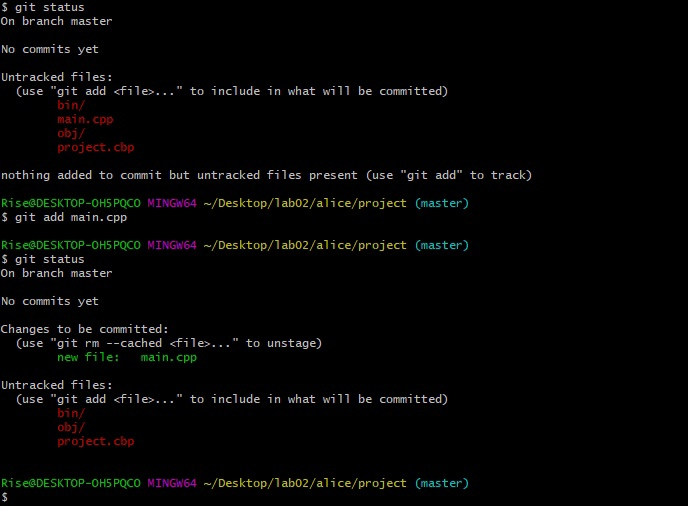 $ git status
On branch master
No commits yet
Untracked files:
  (use "git add <file>..." to include in what will be committed)
        bin/
        main.cpp
        obj/
        project.cbp
nothing added to commit but untracked files present (use "git add" to track)
Rise@DESKTOP-OH5PQCO MINGW64 ~/Desktop/lab02/alice/project (master)
$ git add main.cpp
Rise@DESKTOP-OH5PQCO MINGW64 ~/Desktop/lab02/alice/project (master)
$ git status
On branch master
No commits yet
Changes to be committed:
  (use "git rm --cached <file>..." to unstage)
        new file:   main.cpp
Untracked files:
  (use "git add <file>..." to include in what will be committed)
        bin/
        obj/
        project.cbp
Rise@DESKTOP-OH5PQCO MINGW64 ~/Desktop/lab02/alice/project (master)
$